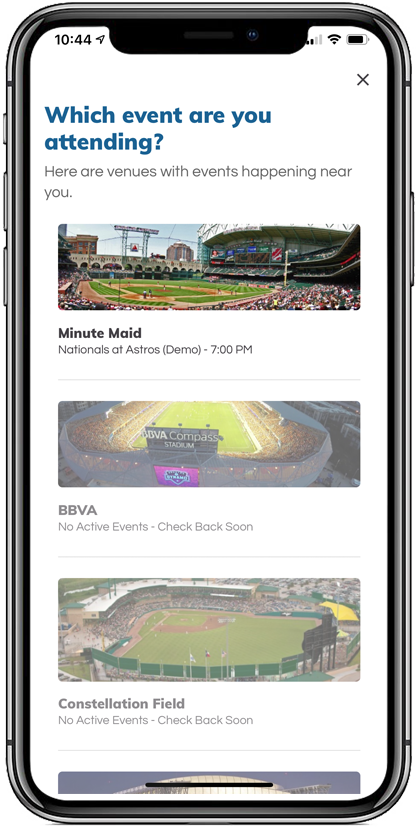 10:44
Which event are you
attending?
Here are venues with events happening near
you.
Minute Maid
Nationals at Astros (Demo) - 7:00 PM
BBVA Compass
STADIUM
BBVA
No Active Events - Check Back Soon
Constellation Field
No Active Events - Check Back Soon